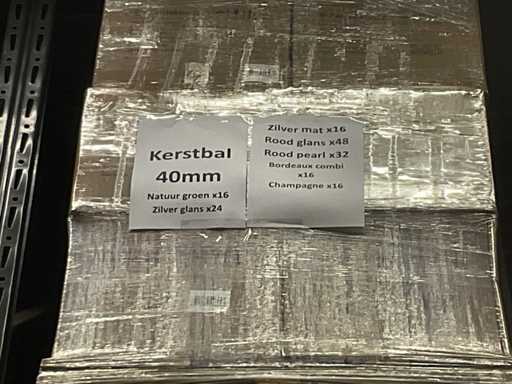 Kerstbal
40mm
Natuur groen x16
Zilver glans x24
Zilver mat x16
Rood glans x48
Rood pearl x32
Bordeaux combi
x16
Champagne x16